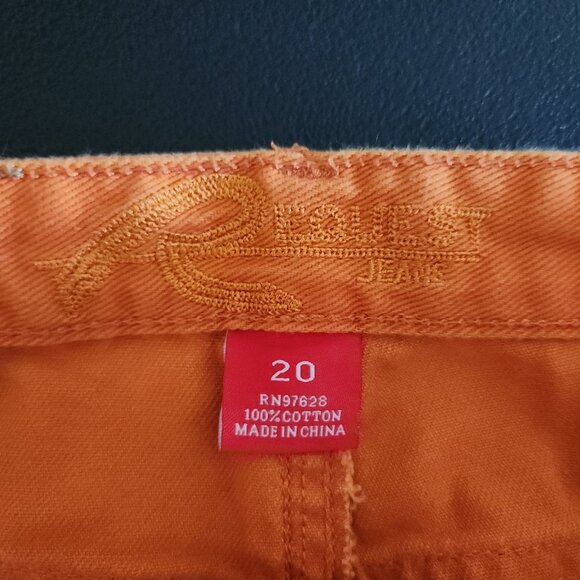 REQUEST
JEANS
20
RN97628
100%COTTON
MADE IN CHINA